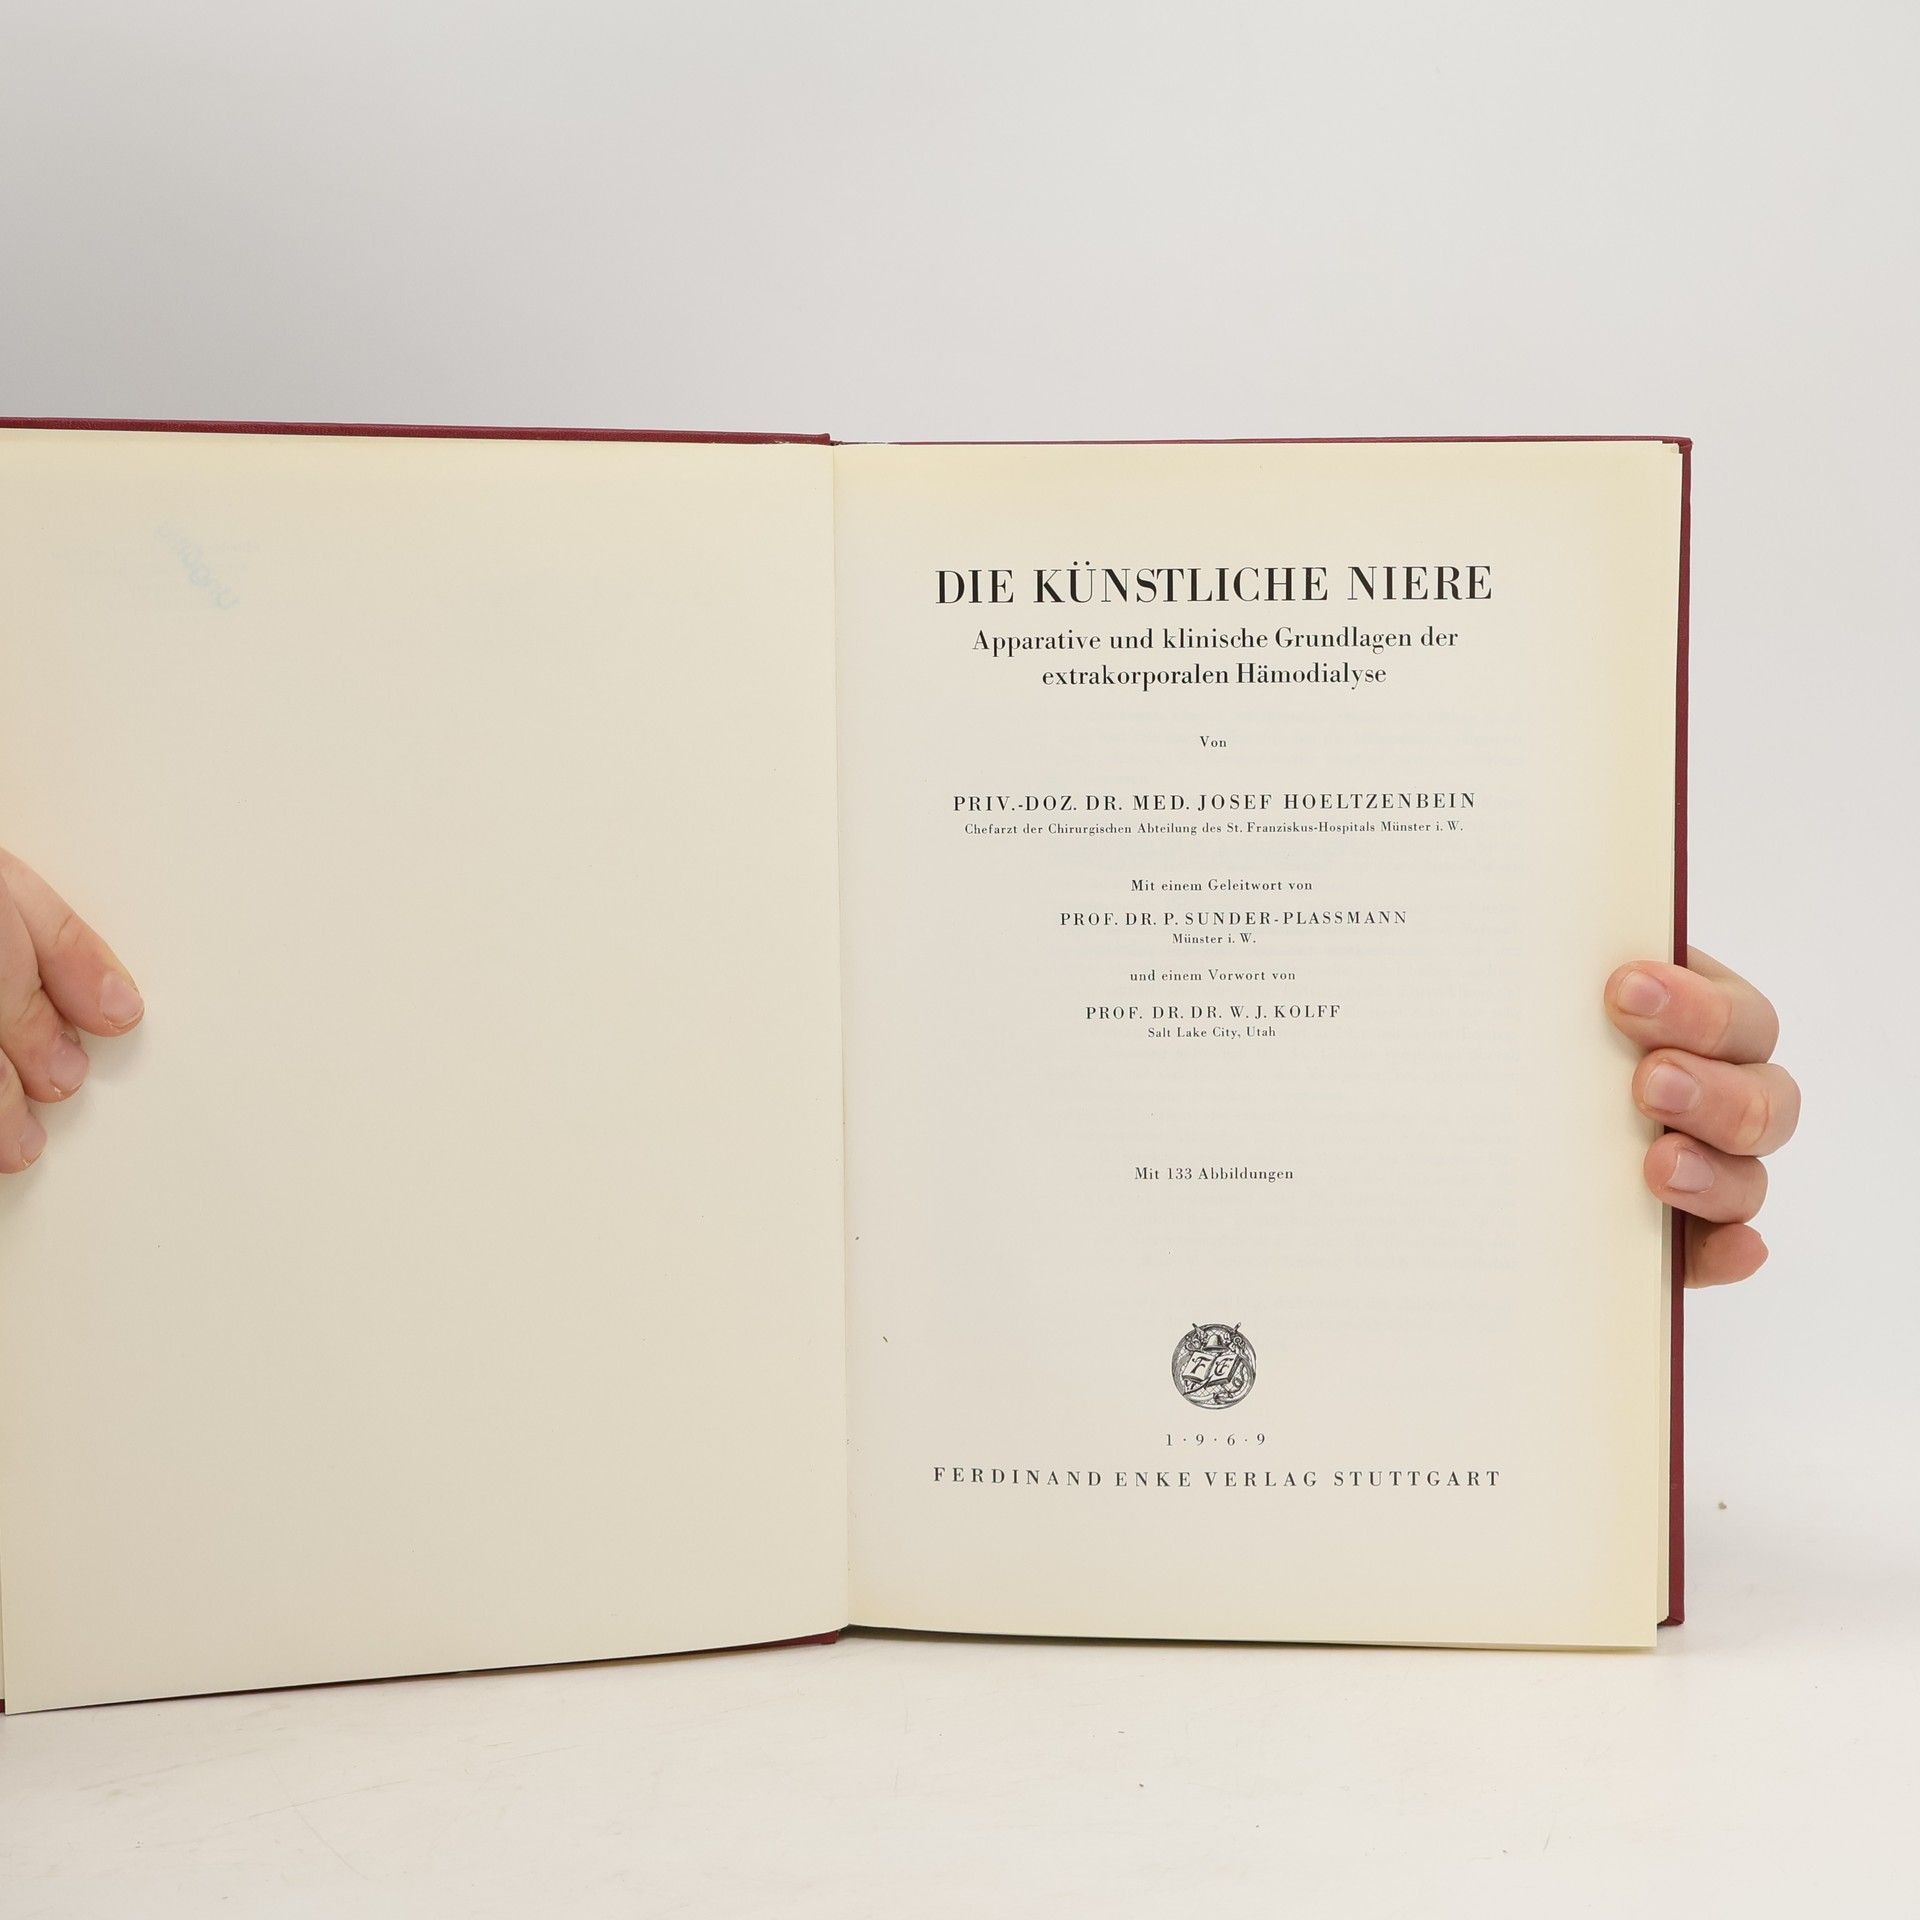 DIE KÜNSTLICHE NIERE
Apparative und klinische Grundlagen der
extrakorporalen Hämodialyse
Von
PRIV.-DOZ. DR. MED. JOSEF HOELTZENBEIN
Chefarzt der Chirurgischen Abteilung des St. Franziskus-Hospitals Münster i. W.
Mit einem Geleitwort von
PROF. DR. P. SUNDER-PLASSMANN
Münster i. W.
und einem Vorwort von
PROF. DR. DR. W. J. KOLFF
Salt Lake City, Utah
Mit 133 Abbildungen
F E
1 · 9 · 6 · 9
FERDINAND ENKE VERLAG STUTTGART